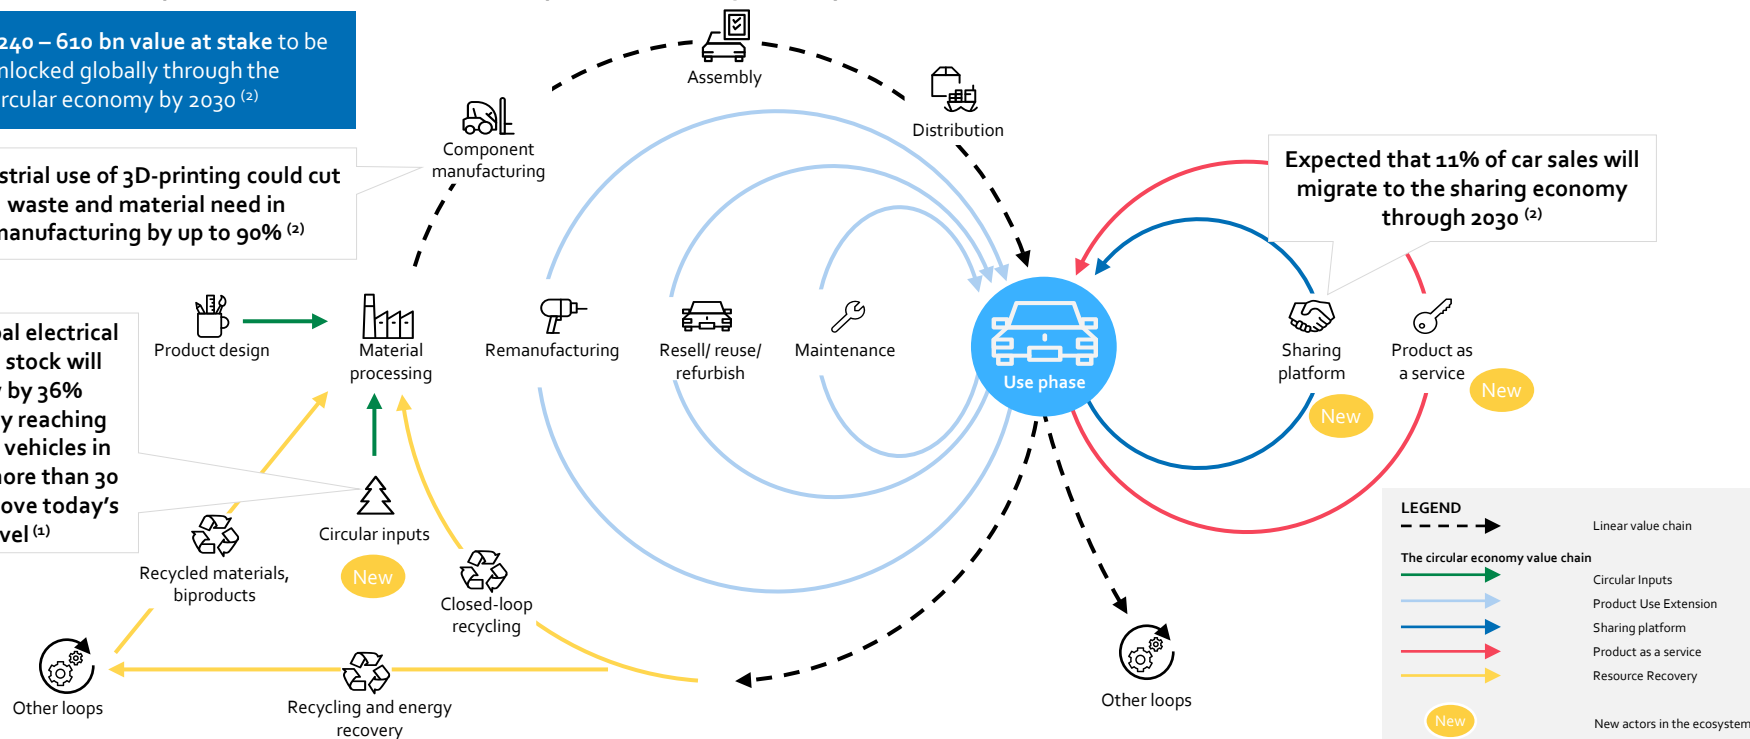 240 – 610 bn value at stake to be
nlocked globally through the
rcular economy by 2030 (2)
strial use of 3D-printing could cut
waste and material need in
manufacturing by up to 90% (2)
bal electrical
stock will
by 36%
y reaching
vehicles in
more than 30
ove today's
vel (1)
Assembly
Component
manufacturing
Distribution
Expected that 11% of car sales will
migrate to the sharing economy
through 2030 (2)
Product design
Material
processing
Remanufacturing
Resell/ reuse/
refurbish
Maintenance
Use phase
Sharing
platform
New
Product as
a service
New
Circular inputs
New
Recycled materials,
biproducts
Closed-loop
recycling
Other loops
Recycling and energy
recovery
Other loops
LEGEND
Linear value chain
The circular economy value chain
Circular Inputs
Product Use Extension
Sharing platform
Product as a service
Resource Recovery
New
New actors in the ecosystem